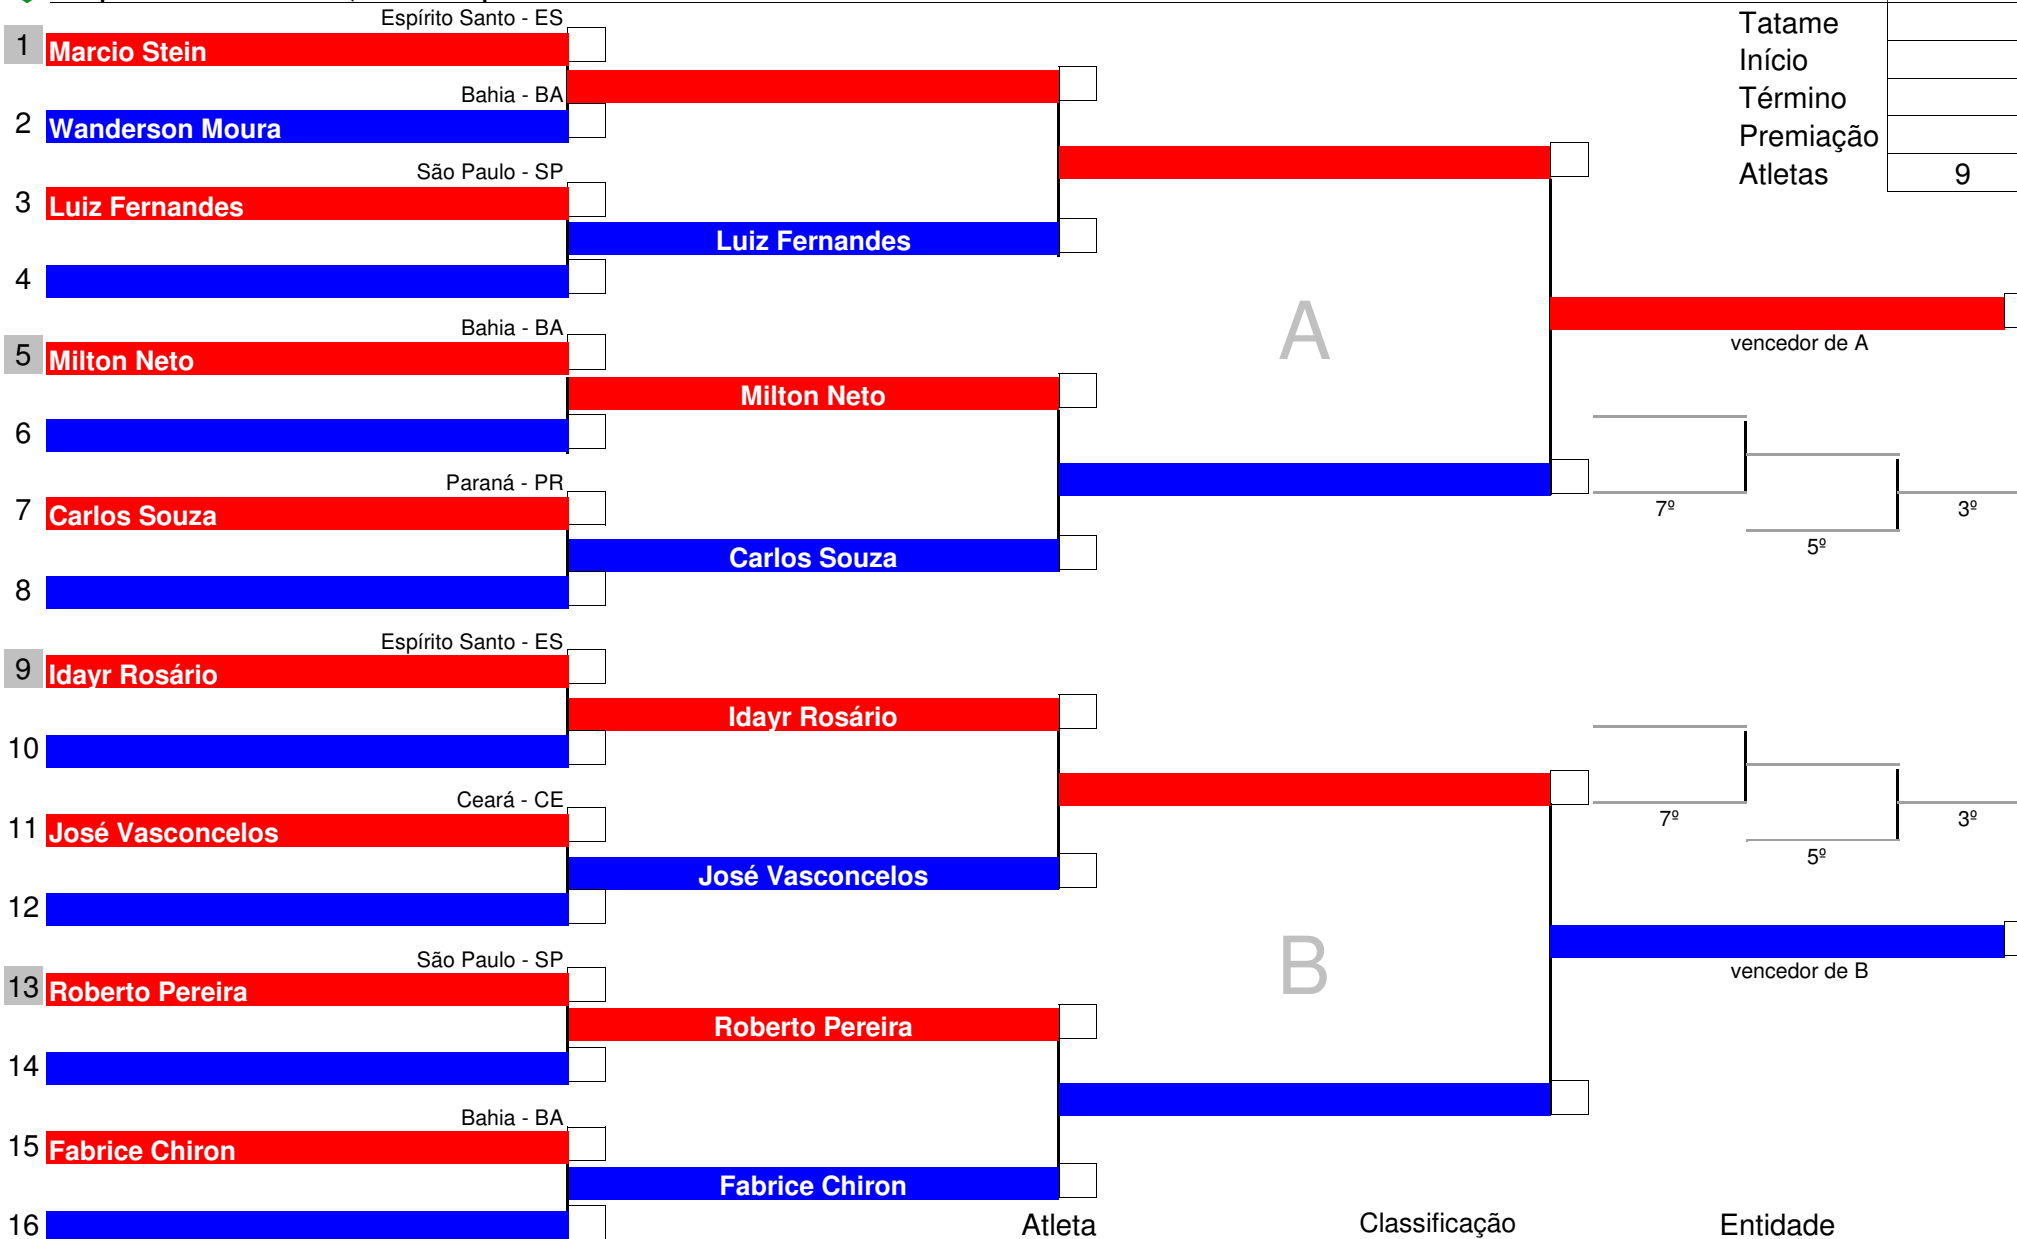 Espírito Santo - ES
1 Marcio Stein
Bahia - BA
2 Wanderson Moura
São Paulo - SP
3 Luiz Fernandes
Luiz Fernandes
4
Bahia - BA
5 Milton Neto
Milton Neto
6
Paraná - PR
7 Carlos Souza
Carlos Souza
8
Espírito Santo - ES
9 Idayr Rosário
Idayr Rosário
10
Ceará - CE
11 José Vasconcelos
José Vasconcelos
12
São Paulo - SP
13 Roberto Pereira
Roberto Pereira
14
Bahia - BA
15 Fabrice Chiron
Fabrice Chiron
16
A
B
Tatame
Início
Término
Premiação
Atletas 9
vencedor de A
7º
5º
3º
7º
5º
3º
vencedor de B
Atleta Classificação Entidade